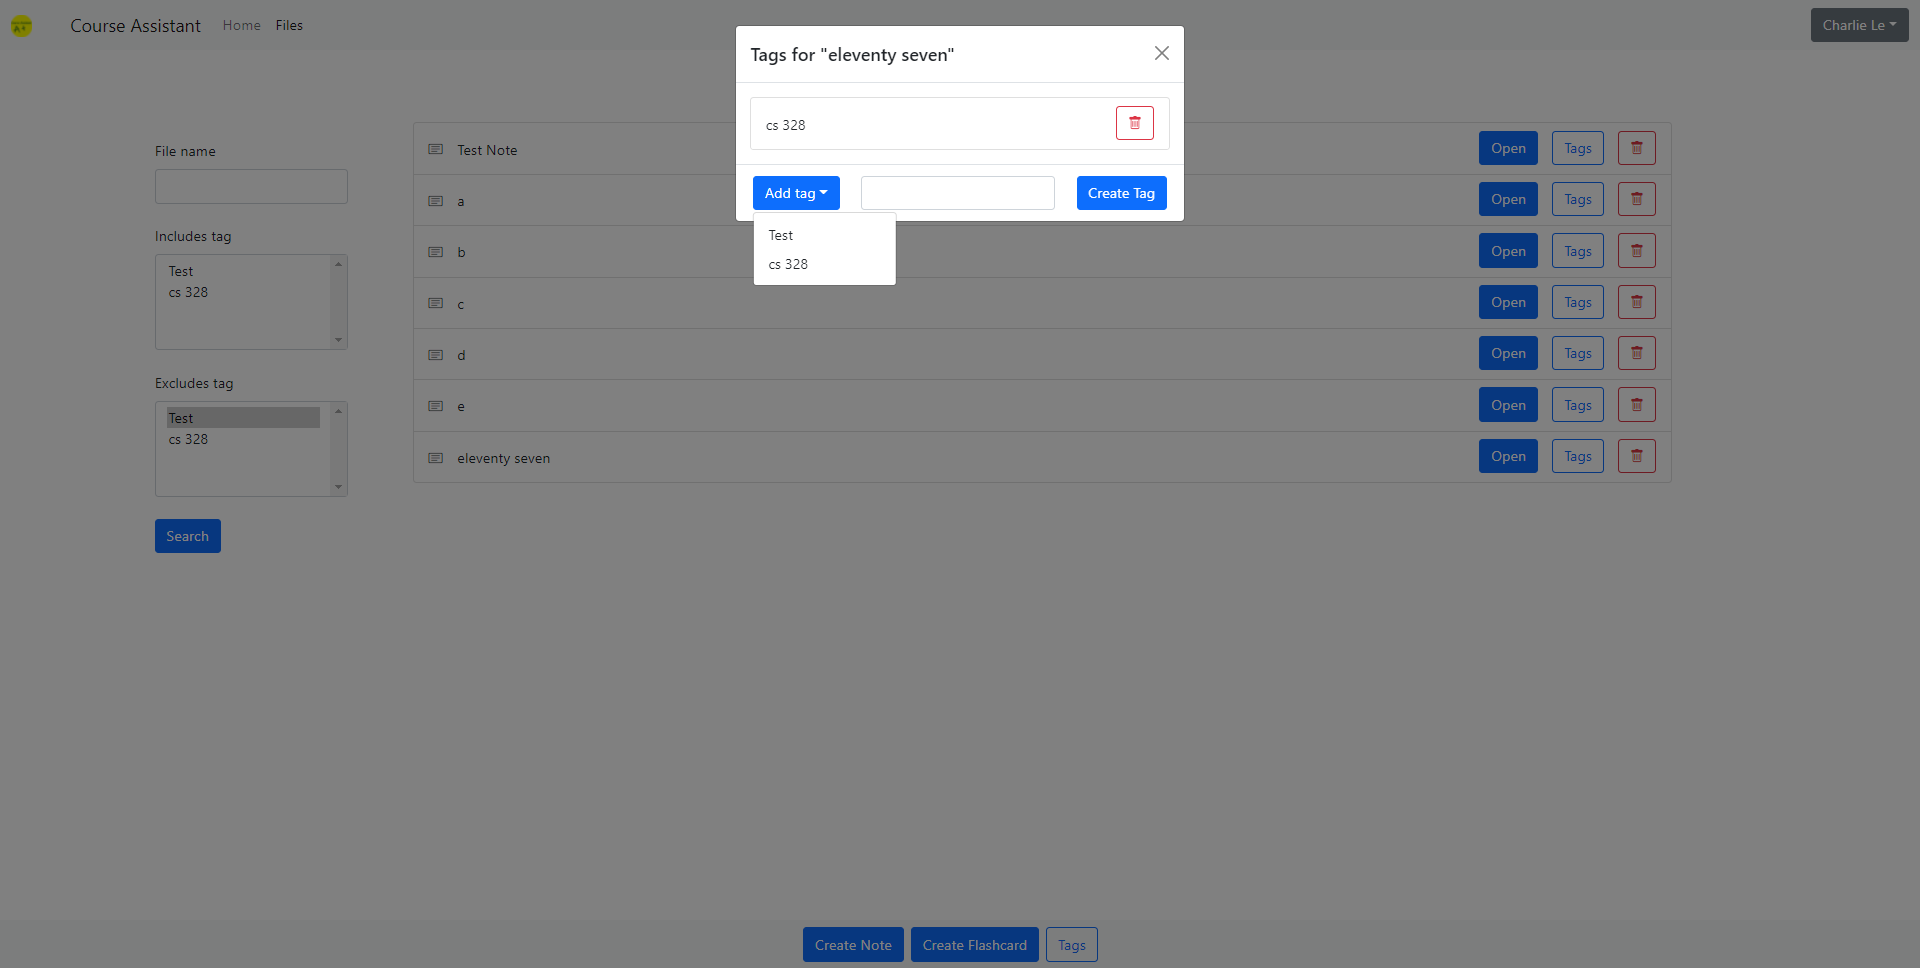 Course Assistant Home Files
Charlie Le
Tags for "eleventy seven"
cs 328
Add tag
Create Tag
Test
cs 328
File name
Includes tag
Test
cs 328
Excludes tag
Test
cs 328
Search
Test Note Open Tags
a Open Tags
b Open Tags
c Open Tags
d Open Tags
e Open Tags
eleventy seven Open Tags
Create Note Create Flashcard Tags